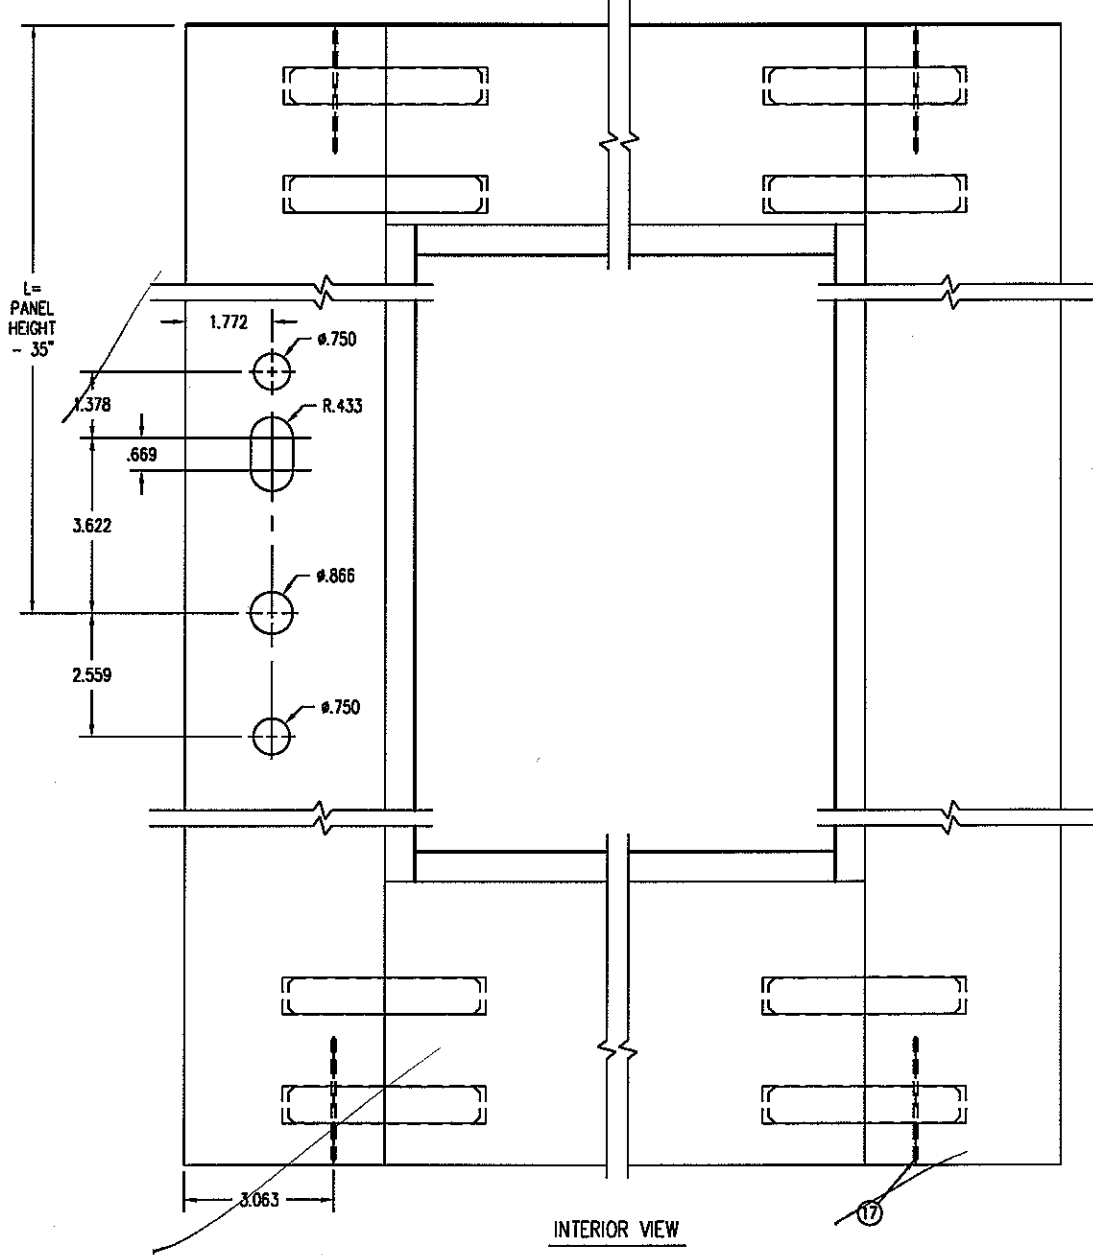 L=
PANEL
HEIGHT
- 35"
1.772
ø.750
1.378
R.433
.669
3.622
ø.866
2.559
ø.750
3.063
17
INTERIOR VIEW